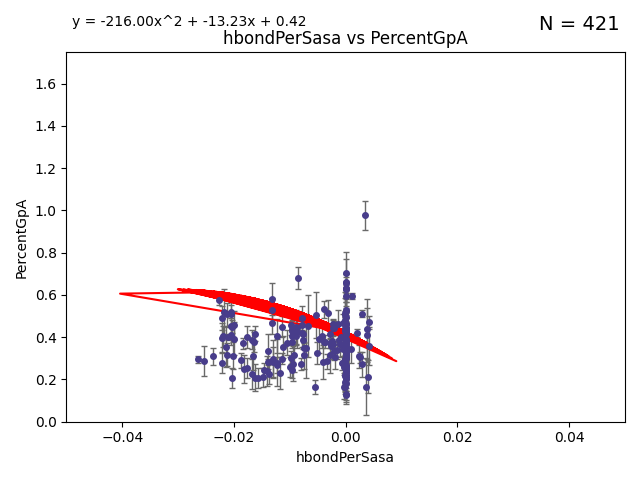 y = -216.00x^2 + -13.23x + 0.42
N = 421
hbondPerSasa vs PercentGpA
1.6
1.4
1.2
1.0
0.8
0.6
0.4
0.2
0.0
PercentGpA
−0.04 −0.02 0.00 0.02 0.04
hbondPerSasa